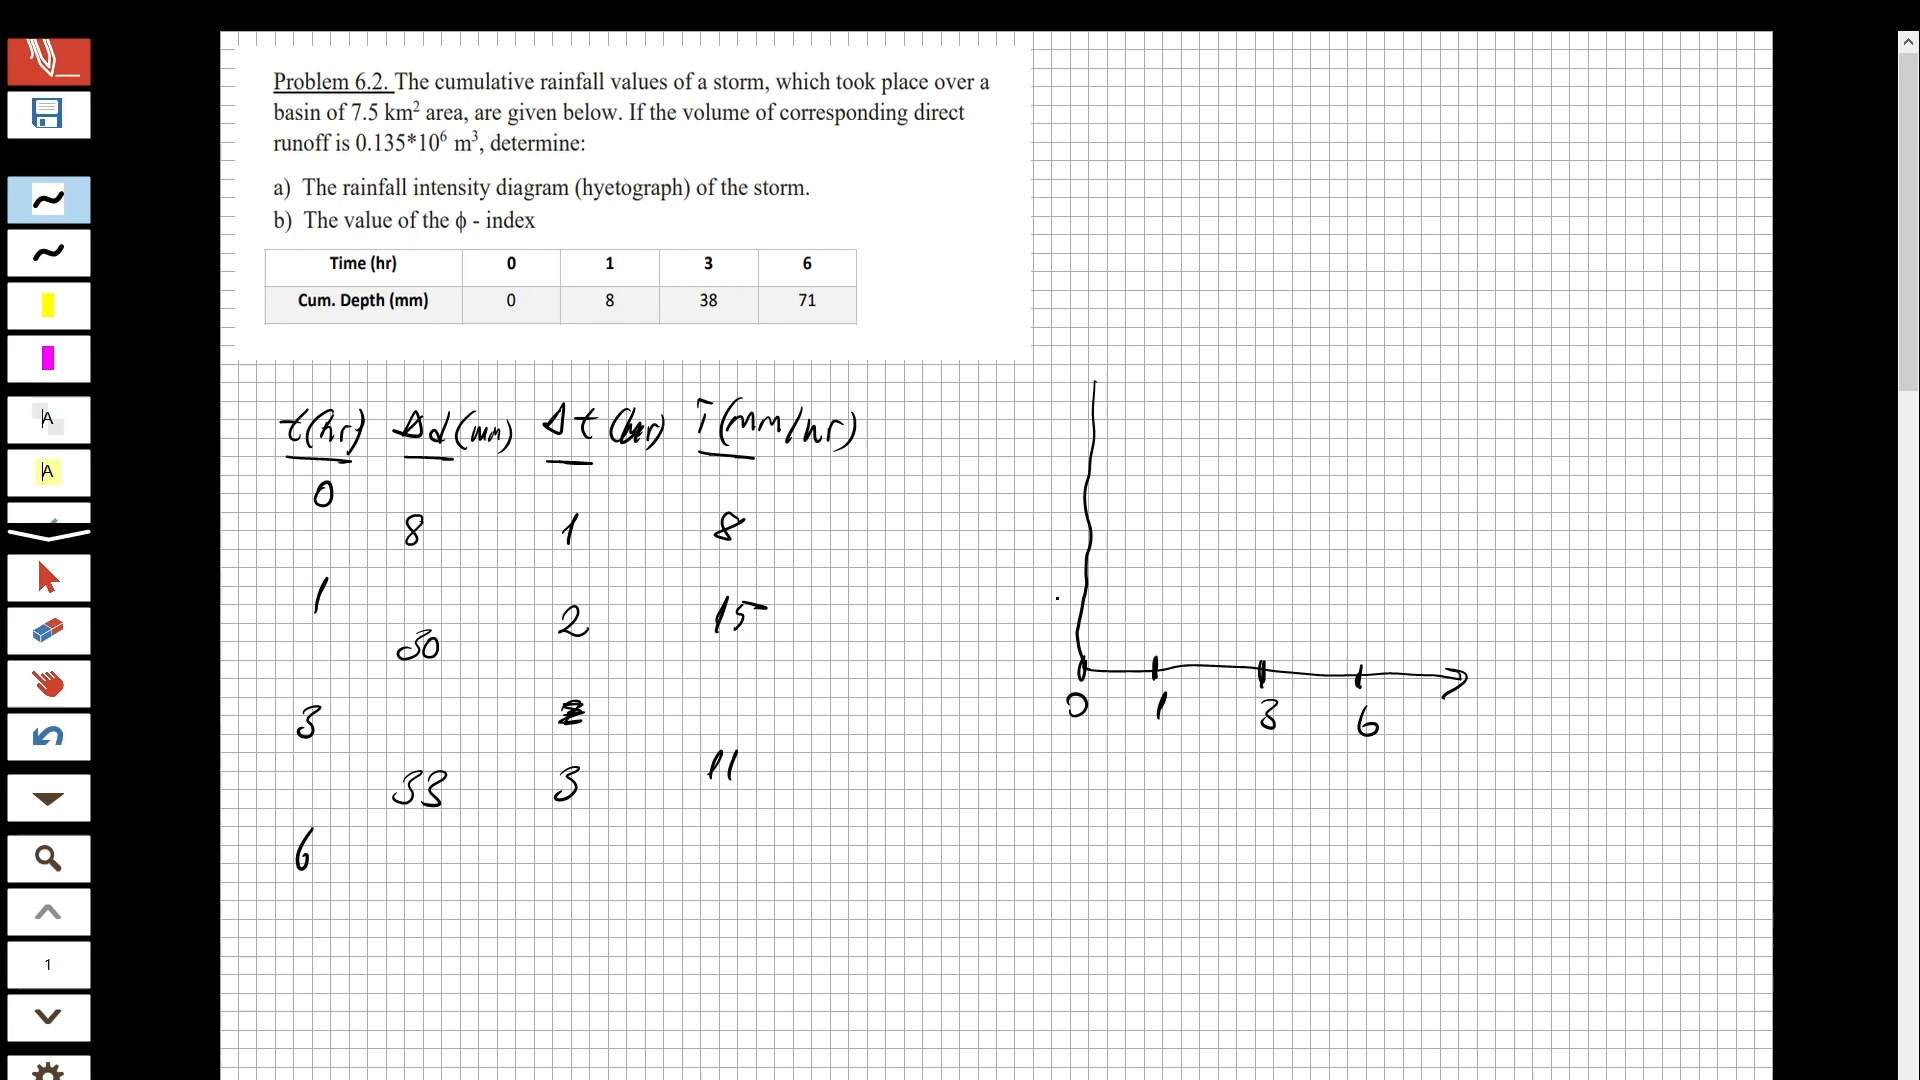 Problem 6.2. The cumulative rainfall values of a storm, which took place over a
basin of 7.5 km² area, are given below. If the volume of corresponding direct
runoff is 0.135*10⁶ m³, determine:
a) The rainfall intensity diagram (hyetograph) of the storm.
b) The value of the ϕ - index
Time (hr) 0 1 3 6
Cum. Depth (mm) 0 8 38 71
t(hr) Δd(mm) Δt(hr) i(mm/hr)
0
8 1 8
1
30 2 15
3
33 3 11
6
0 1 3 6
A
A
1